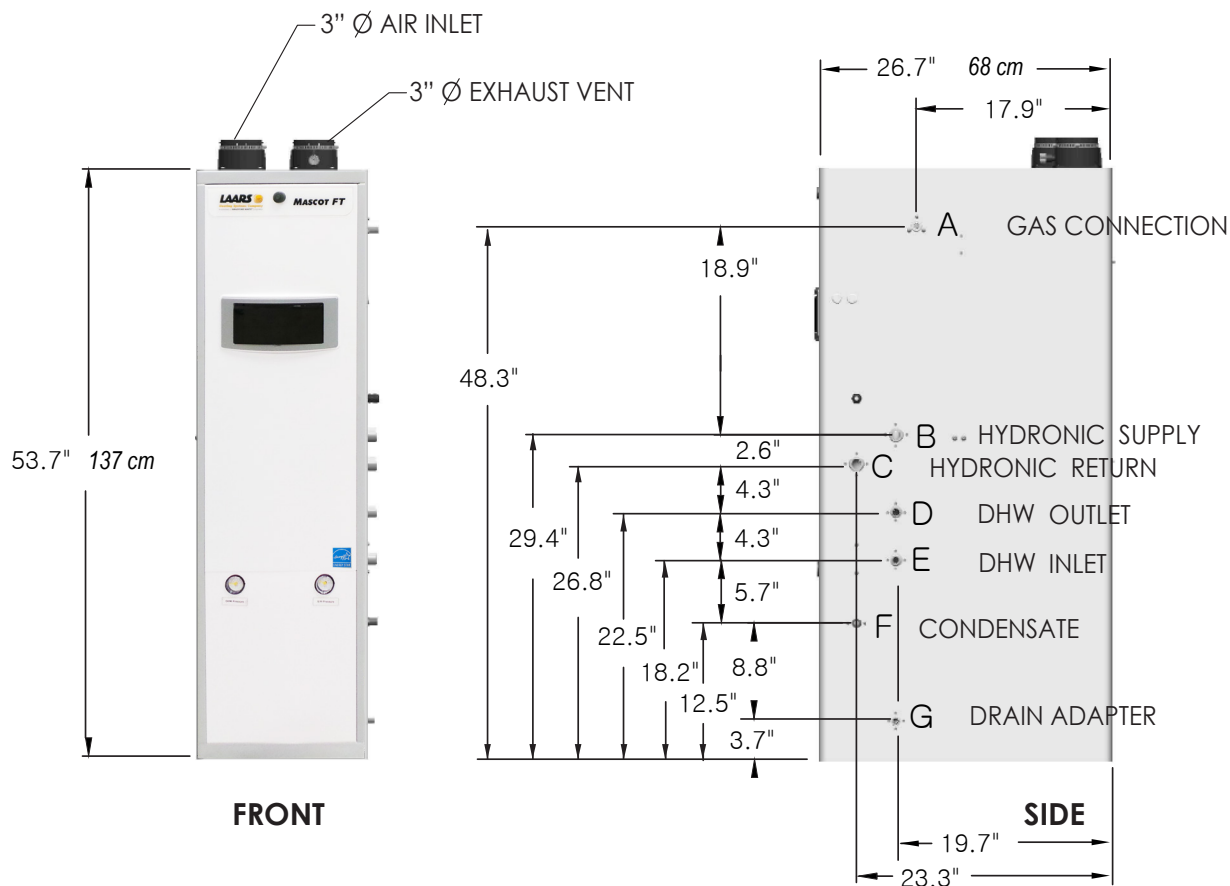 3” Ø AIR INLET
3” Ø EXHAUST VENT
26.7" 68 cm
17.9"
LAARS
MASCOT FT
A GAS CONNECTION
18.9"
48.3"
53.7" 137 cm
B HYDRONIC SUPPLY
2.6"
C HYDRONIC RETURN
4.3"
D DHW OUTLET
29.4"
4.3"
E DHW INLET
26.8"
5.7"
22.5"
F CONDENSATE
18.2"
8.8"
12.5"
G DRAIN ADAPTER
3.7"
FRONT
SIDE
19.7"
23.3"